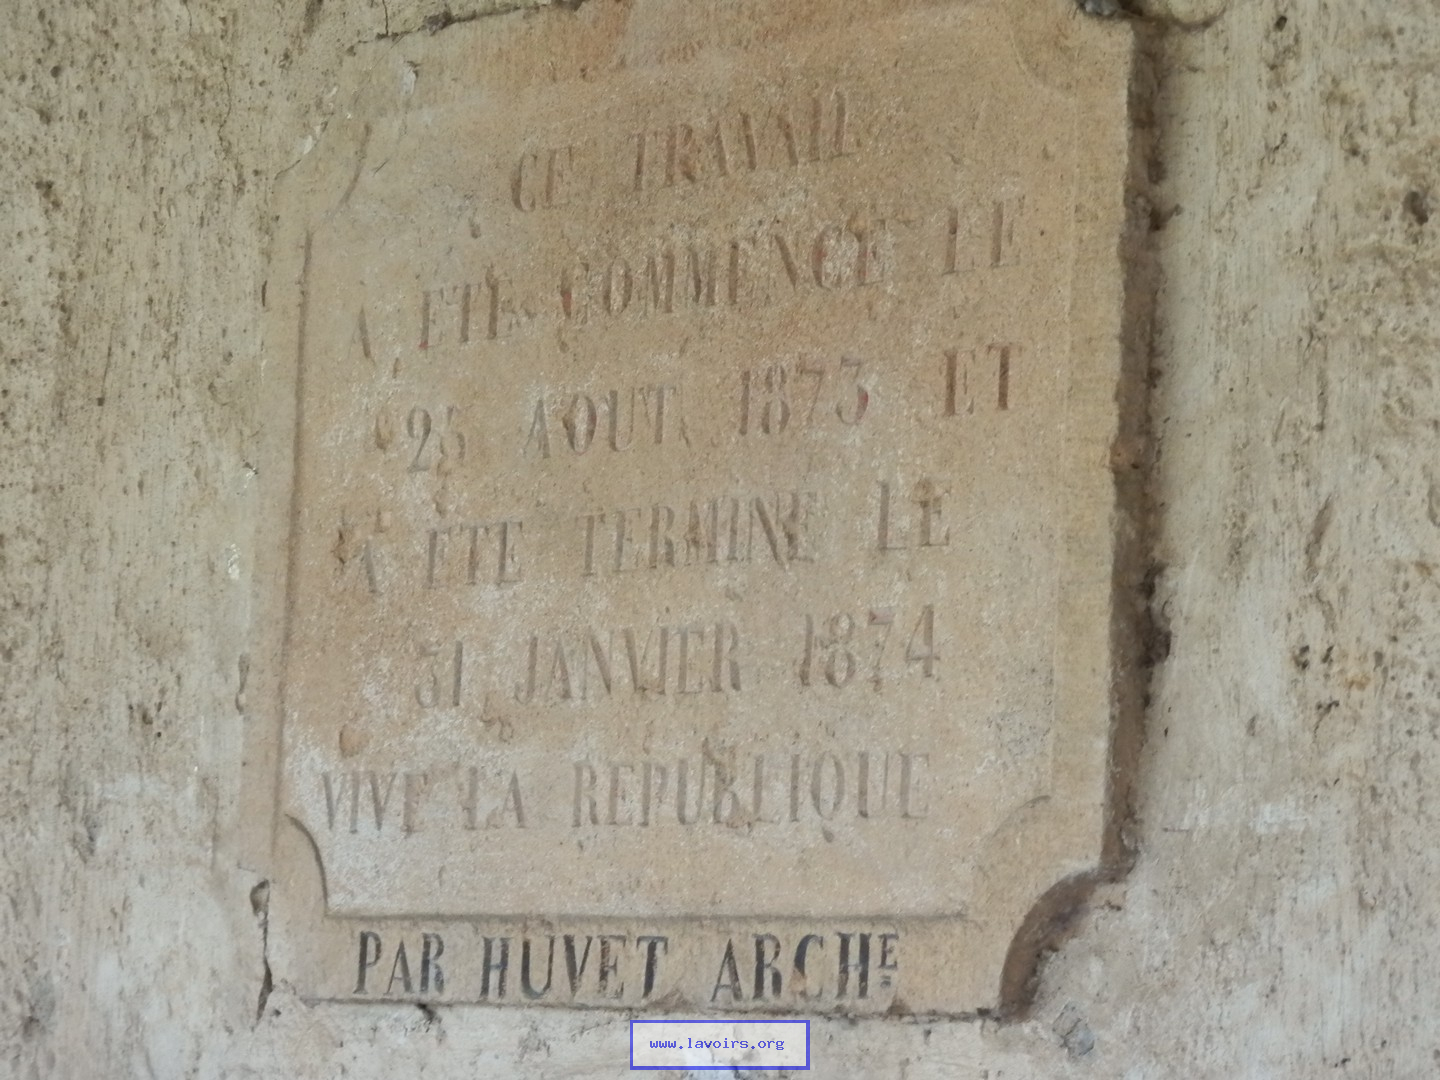 CE TRAVAIL
A ETE COMMENCE LE
25 AOUT 1873 ET
A ETE TERMINE LE
31 JANVIER 1874
VIVE LA REPUBLIQUE
PAR HUVET ARCHE
www.lavoirs.org